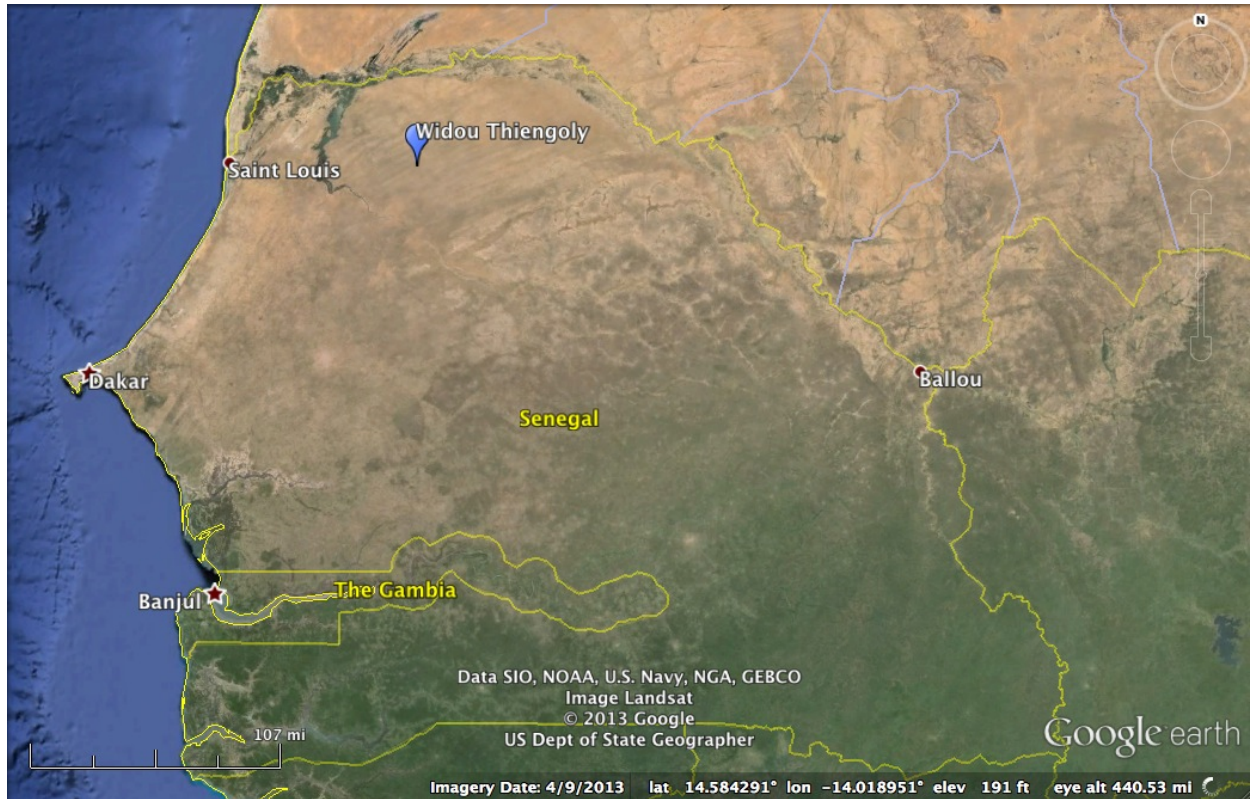 N
Widou Thiengoly
Saint Louis
Dakar
Ballou
Senegal
The Gambia
Banjul
Data SIO, NOAA, U.S. Navy, NGA, GEBCO
Image Landsat
© 2013 Google
US Dept of State Geographer
107 mi
Google earth
Imagery Date: 4/9/2013 lat 14.584291° lon -14.018951° elev 191 ft eye alt 440.53 mi